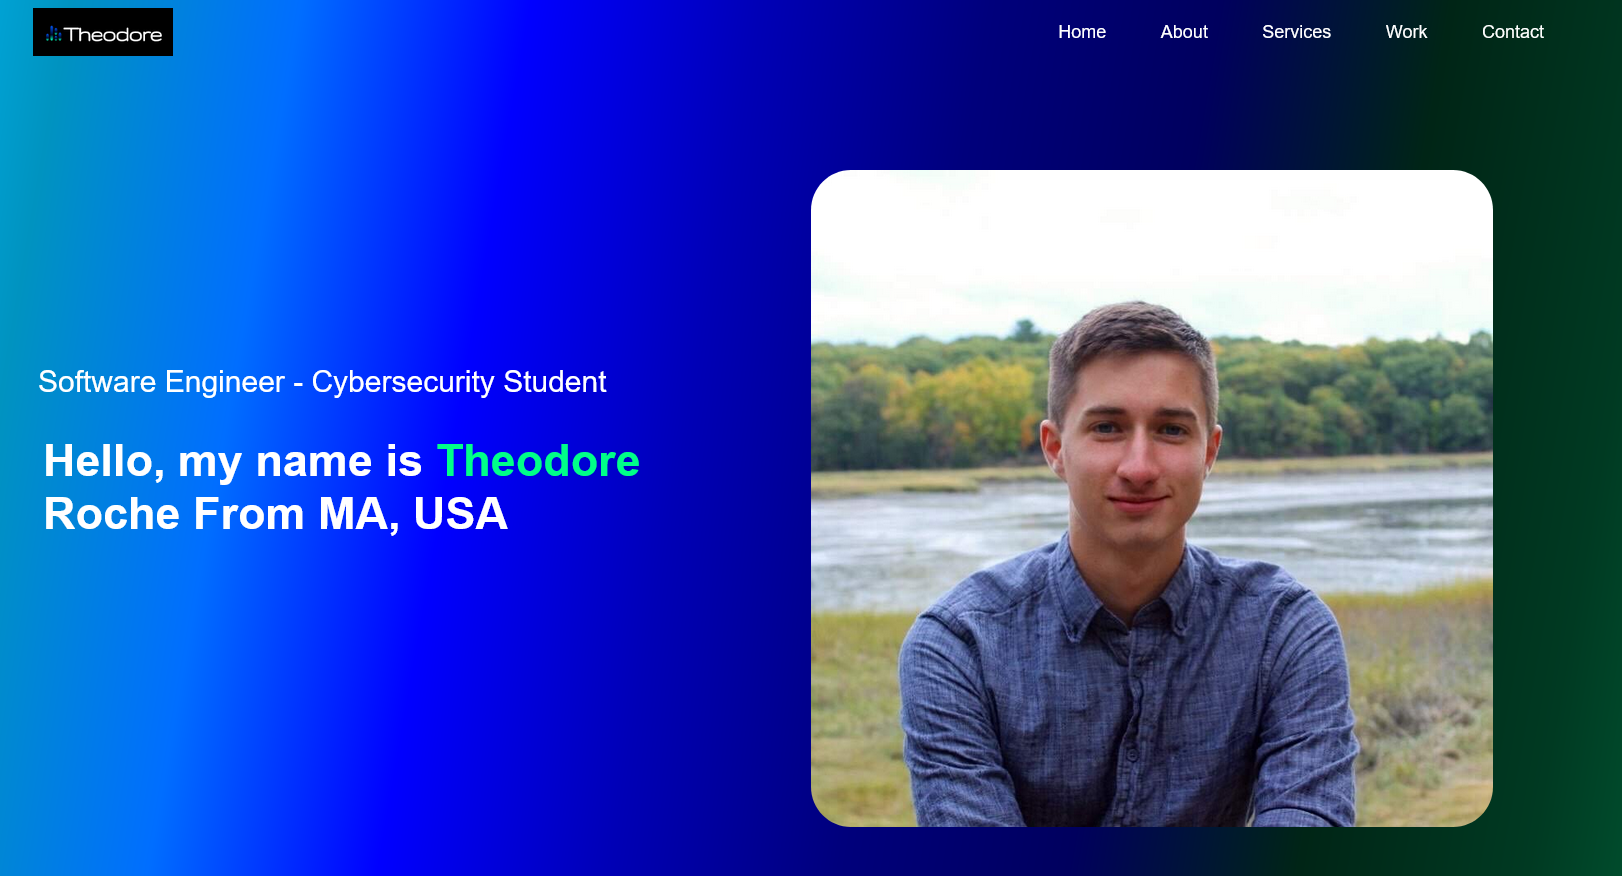 Theodore
Home About Services Work Contact
Software Engineer - Cybersecurity Student
Hello, my name is Theodore
Roche From MA, USA